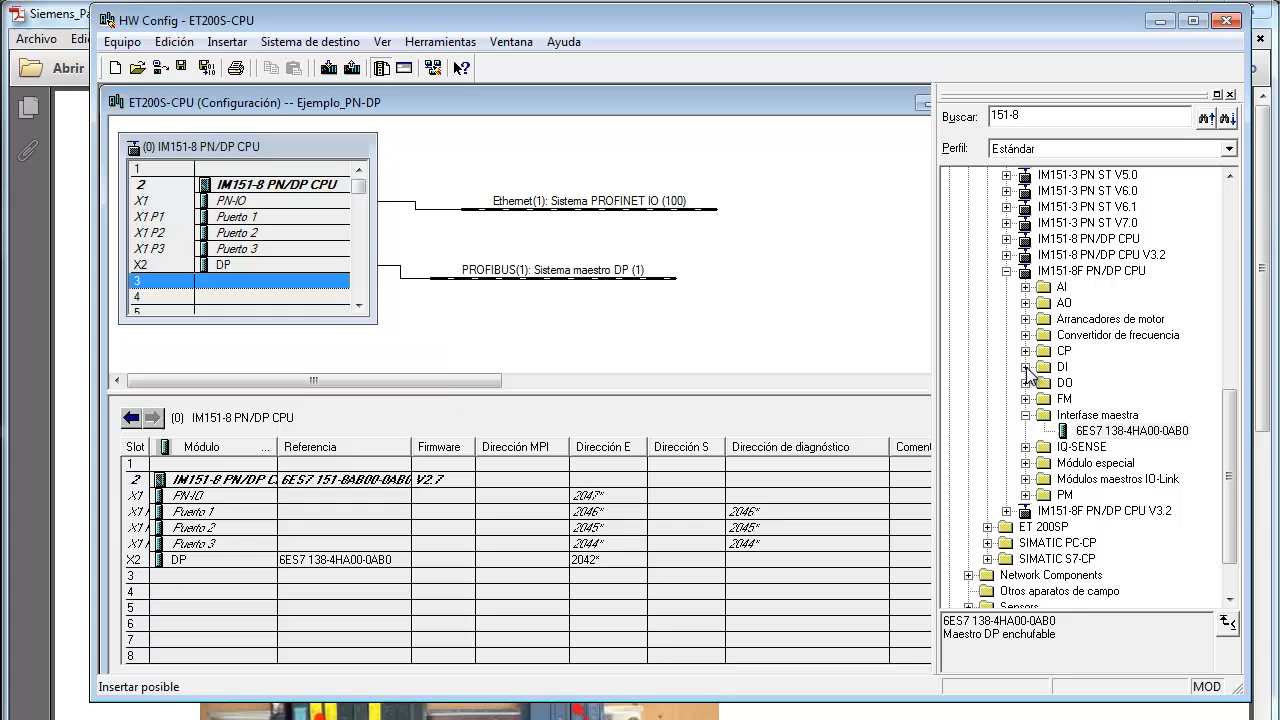 Siemens_Pa
HW Config - ET200S-CPU
Archivo
Equipo Edición Insertar Sistema de destino Ver Herramientas Ventana Ayuda
Abrir
ET200S-CPU (Configuración) -- Ejemplo_PN-DP
(0) IM151-8 PN/DP CPU
1
2 IM151-8 PN/DP CPU
X1 PN-IO
X1 P1 Puerto 1
X1 P2 Puerto 2
X1 P3 Puerto 3
X2 DP
3
4
5
Ethernet(1): Sistema PROFINET IO (100)
PROFIBUS(1): Sistema maestro DP (1)
(0) IM151-8 PN/DP CPU
Slot Módulo ... Referencia Firmware Dirección MPI Dirección E Dirección S Dirección de diagnóstico Comen
1
2 IM151-8 PN/DP C 6ES7 151-8AB00-0AB0 V2.7
X1 PN-IO 2047*
X1 Puerto 1 2046* 2046*
X1 Puerto 2 2045* 2045*
X1 Puerto 3 2044* 2044*
X2 DP 6ES7 138-4HA00-0AB0 2042*
3
4
5
6
7
8
Buscar: 151-8
Perfil: Estándar
IM151-3 PN ST V5.0
IM151-3 PN ST V6.0
IM151-3 PN ST V6.1
IM151-3 PN ST V7.0
IM151-8 PN/DP CPU
IM151-8 PN/DP CPU V3.2
IM151-8F PN/DP CPU
AI
AO
Arrancadores de motor
Convertidor de frecuencia
CP
DI
DO
FM
Interfase maestra
6ES7 138-4HA00-0AB0
IQ-SENSE
Módulo especial
Módulos maestros IO-Link
PM
IM151-8F PN/DP CPU V3.2
ET 200SP
SIMATIC PC-CP
SIMATIC S7-CP
Network Components
Otros aparatos de campo
Sensors
6ES7 138-4HA00-0AB0
Maestro DP enchufable
Insertar posible
MOD